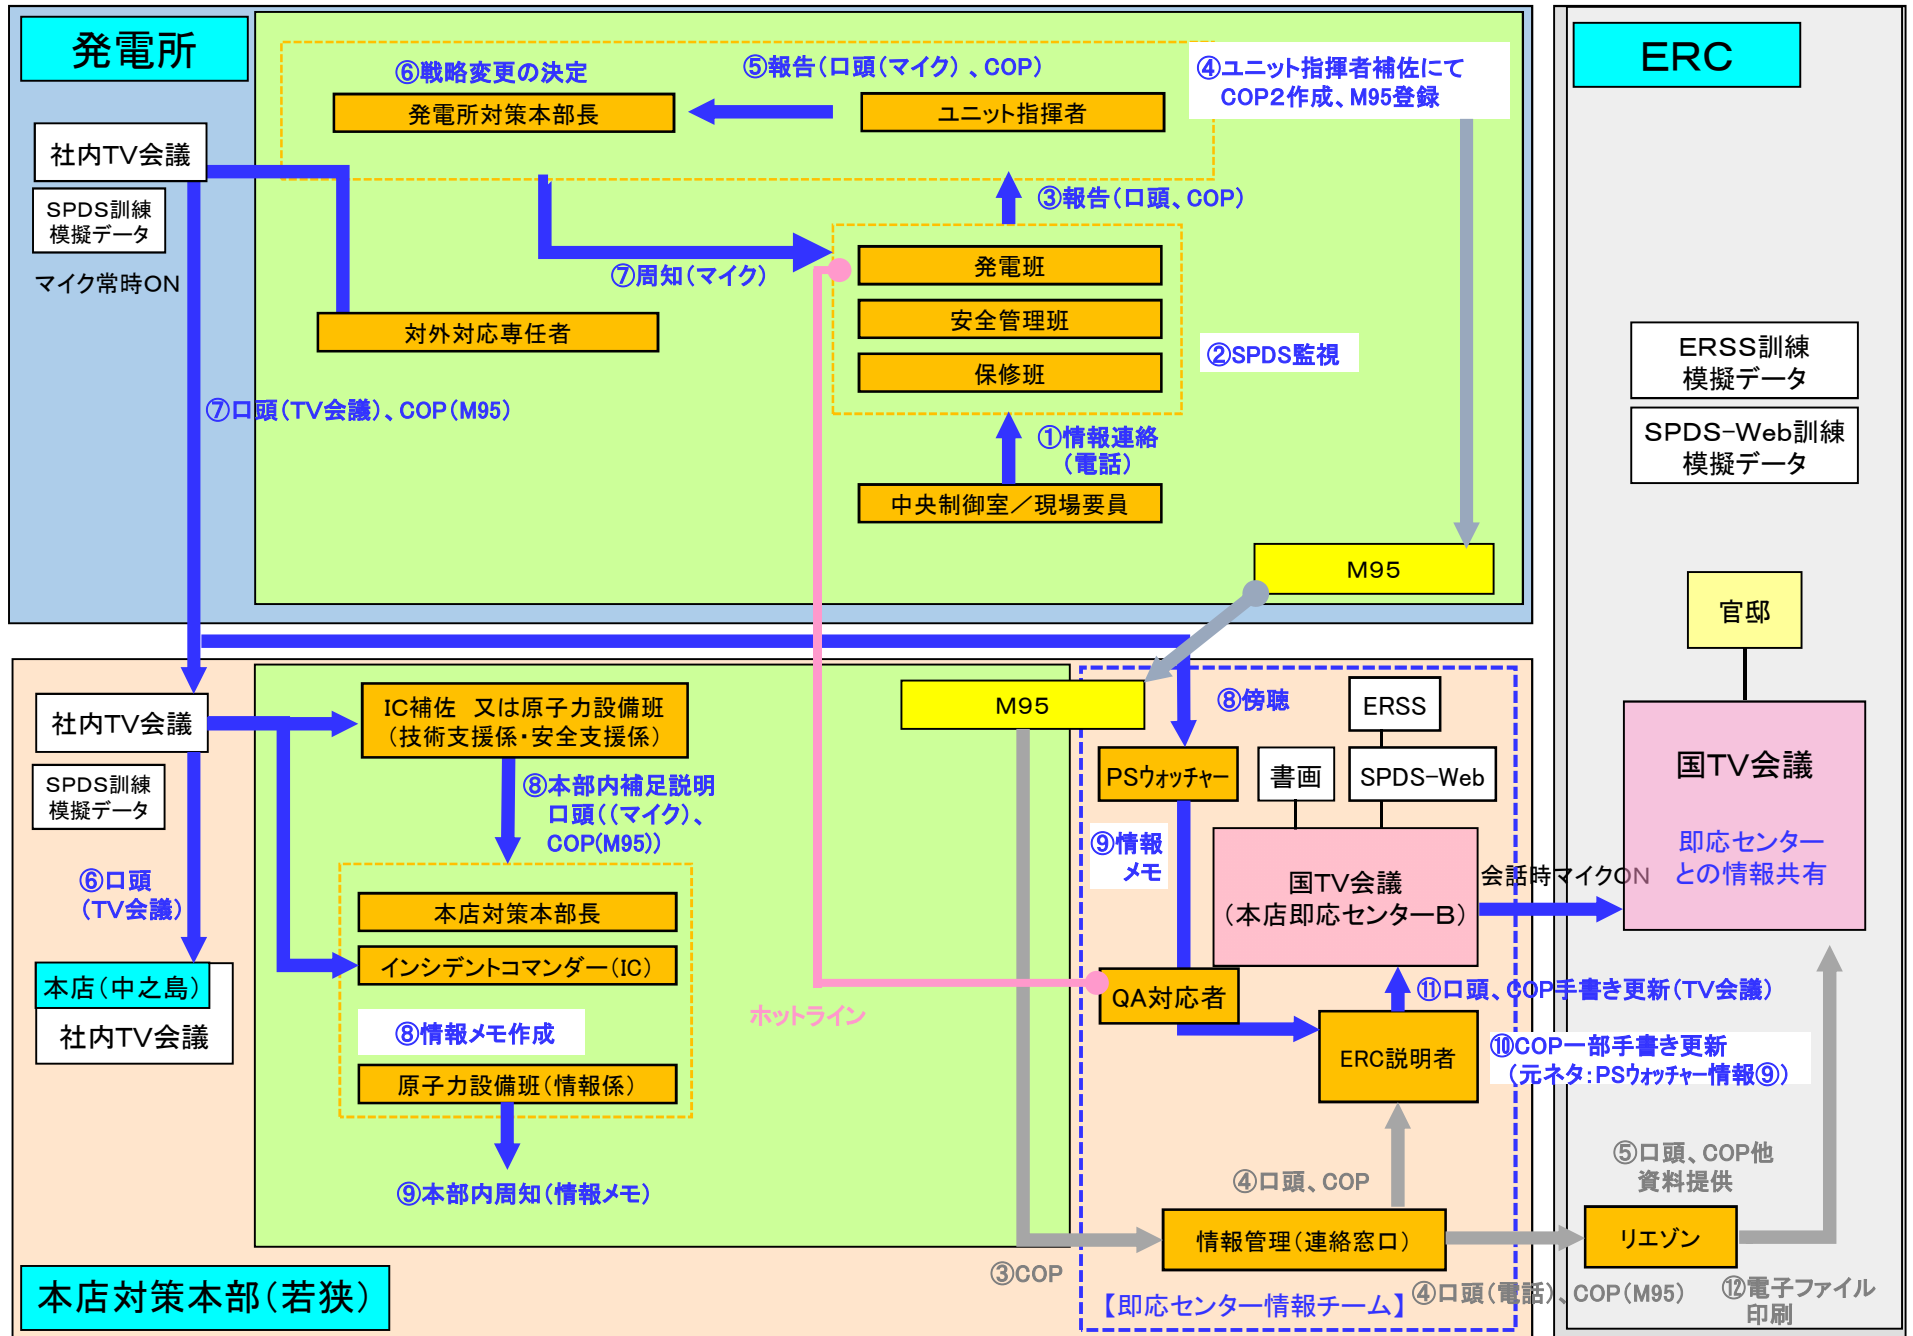 発電所
⑥戦略変更の決定
⑤報告(口頭(マイク)、COP)
④ユニット指揮者補佐にて
COP2作成、M95登録
発電所対策本部長
ユニット指揮者
社内TV会議
SPDS訓練
模擬データ
マイク常時ON
③報告(口頭、COP)
⑦周知(マイク)
発電班
安全管理班
保修班
②SPDS監視
対外対応専任者
⑦口頭(TV会議)、COP(M95)
①情報連絡
(電話)
中央制御室/現場要員
M95
ERC
ERSS訓練
模擬データ
SPDS-Web訓練
模擬データ
官邸
国TV会議
即応センター
との情報共有
社内TV会議
SPDS訓練
模擬データ
⑥口頭
(TV会議)
本店(中之島)
社内TV会議
IC補佐 又は原子力設備班
(技術支援係・安全支援係)
⑧本部内補足説明
口頭((マイク)、
COP(M95))
本店対策本部長
インシデントコマンダー(IC)
⑧情報メモ作成
原子力設備班(情報係)
⑨本部内周知(情報メモ)
ホットライン
M95
⑧傍聴
ERSS
PSウォッチャー
書画
SPDS-Web
⑨情報
メモ
国TV会議
(本店即応センターB)
会話時マイクON
QA対応者
⑪口頭、COP手書き更新(TV会議)
ERC説明者
⑩COP一部手書き更新
(元ネタ:PSウォッチャー情報⑨)
④口頭、COP
⑤口頭、COP他
資料提供
情報管理(連絡窓口)
リエゾン
③COP
④口頭(電話)、COP(M95)
⑫電子ファイル
印刷
【即応センター情報チーム】
本店対策本部(若狭)